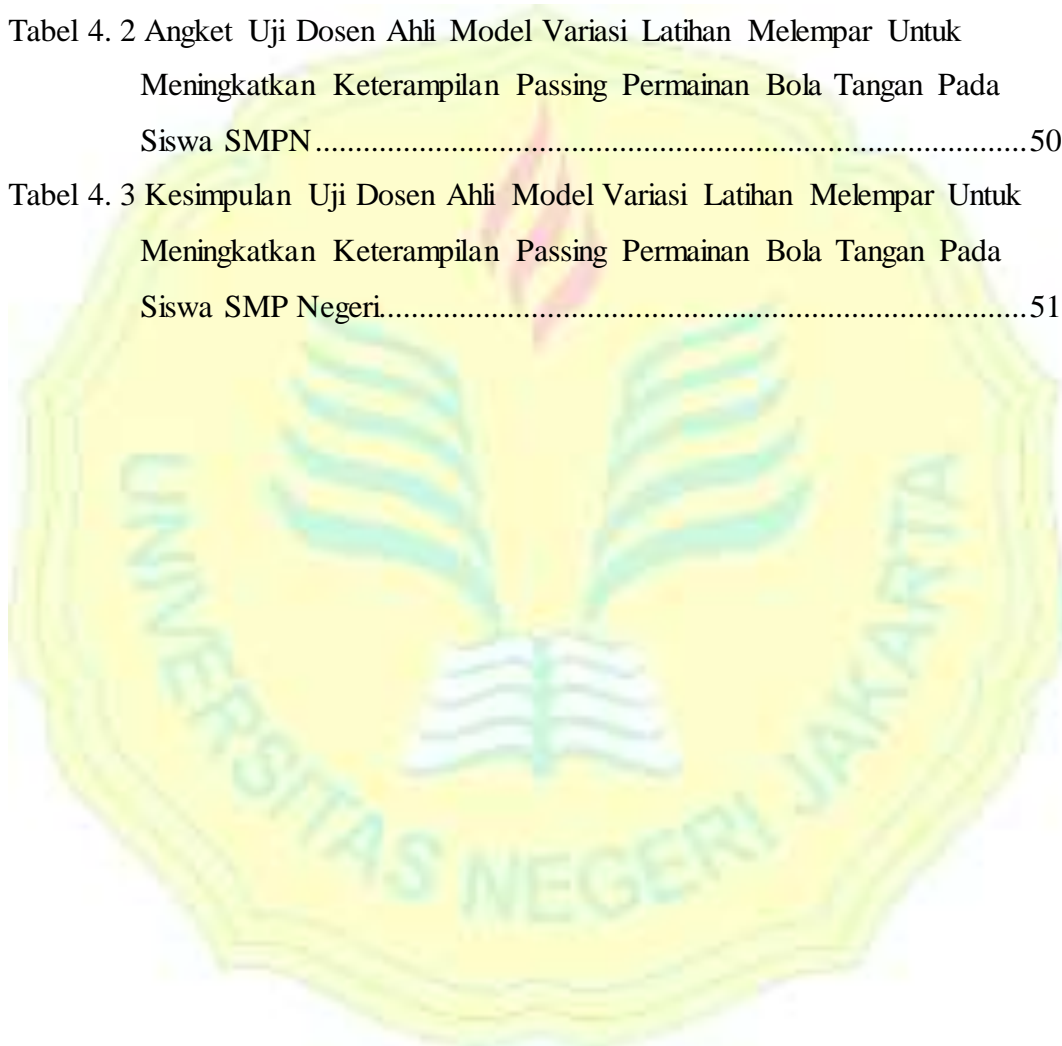 Tabel 4. 2 Angket Uji Dosen Ahli Model Variasi Latihan Melempar Untuk
Meningkatkan Keterampilan Passing Permainan Bola Tangan Pada
Siswa SMPN..........................................................................................50
Tabel 4. 3 Kesimpulan Uji Dosen Ahli Model Variasi Latihan Melempar Untuk
Meningkatkan Keterampilan Passing Permainan Bola Tangan Pada
Siswa SMP Negeri.................................................................................51
UNIVERSITAS NEGERI JAKARTA